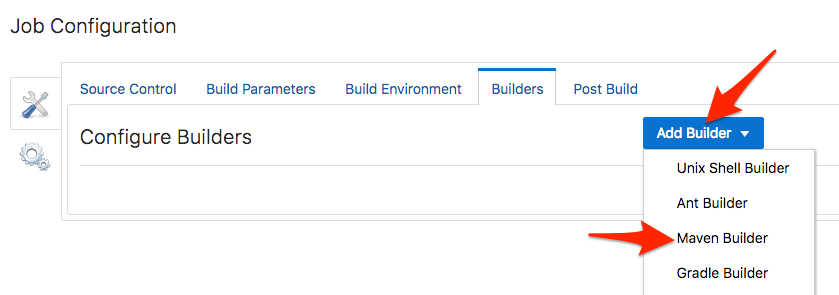 Job Configuration
Source Control Build Parameters Build Environment Builders Post Build
Configure Builders Add Builder
Unix Shell Builder
Ant Builder
Maven Builder
Gradle Builder